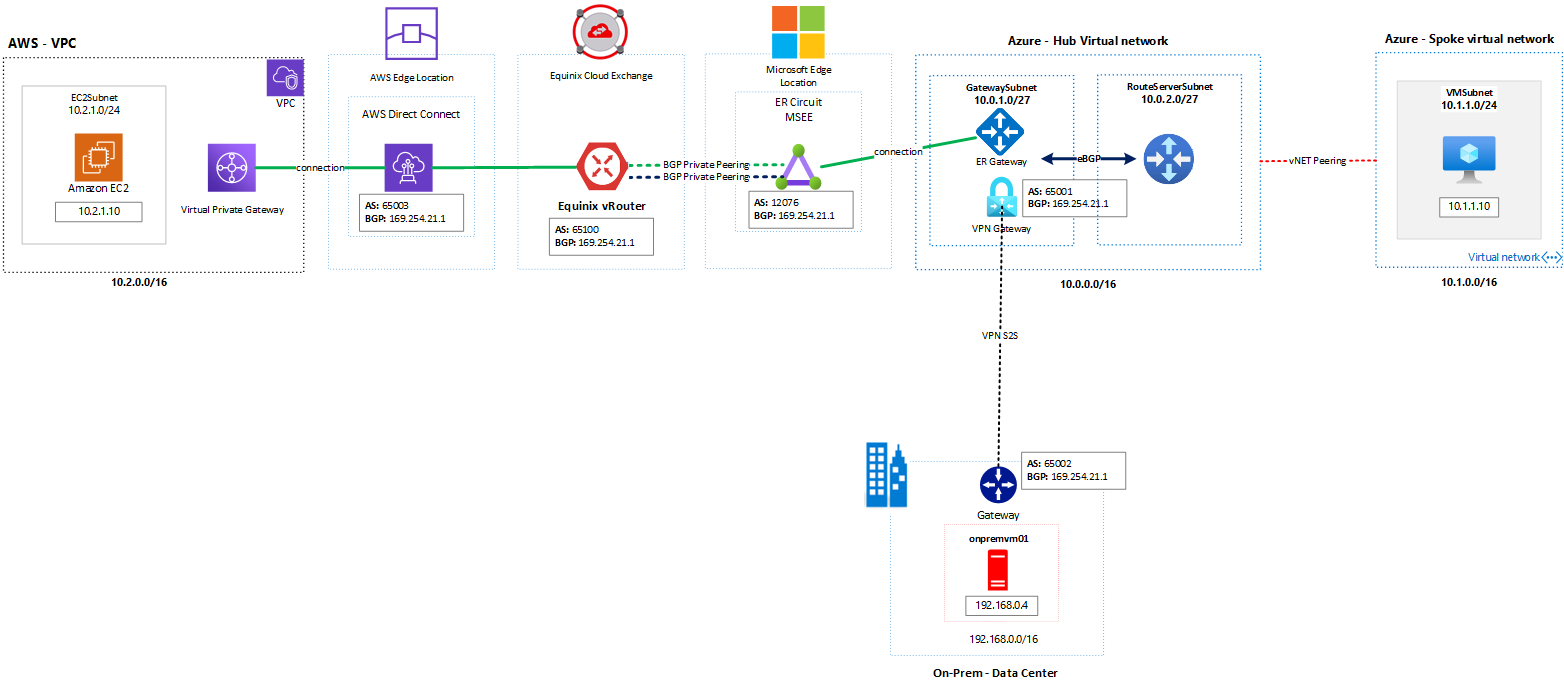 AWS - VPC
VPC
EC2Subnet
10.2.1.0/24
Amazon EC2
10.2.1.10
Virtual Private Gateway
10.2.0.0/16
connection
AWS Edge Location
AWS Direct Connect
AS: 65003
BGP: 169.254.21.1
Equinix Cloud Exchange
Equinix vRouter
AS: 65100
BGP: 169.254.21.1
BGP Private Peering
BGP Private Peering
Microsoft Edge
Location
ER Circuit
MSEE
AS: 12076
BGP: 169.254.21.1
connection
Azure - Hub Virtual network
GatewaySubnet
10.0.1.0/27
ER Gateway
eBGP
AS: 65001
BGP: 169.254.21.1
VPN Gateway
RouteServerSubnet
10.0.2.0/27
10.0.0.0/16
vNET Peering
Azure - Spoke virtual network
VMSubnet
10.1.1.0/24
10.1.1.10
Virtual network
10.1.0.0/16
VPN S2S
AS: 65002
BGP: 169.254.21.1
Gateway
onpremvm01
192.168.0.4
192.168.0.0/16
On-Prem - Data Center